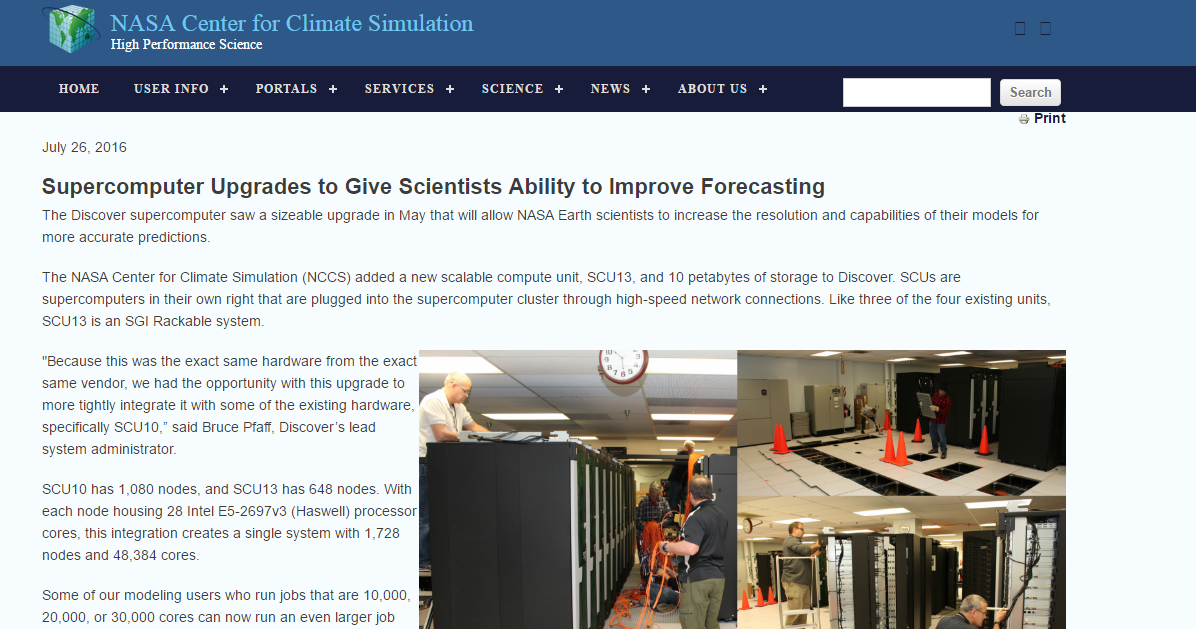 NASA Center for Climate Simulation
High Performance Science
HOME USER INFO + PORTALS + SERVICES + SCIENCE + NEWS + ABOUT US + Search
Print
July 26, 2016
Supercomputer Upgrades to Give Scientists Ability to Improve Forecasting
The Discover supercomputer saw a sizeable upgrade in May that will allow NASA Earth scientists to increase the resolution and capabilities of their models for
more accurate predictions.
The NASA Center for Climate Simulation (NCCS) added a new scalable compute unit, SCU13, and 10 petabytes of storage to Discover. SCUs are
supercomputers in their own right that are plugged into the supercomputer cluster through high-speed network connections. Like three of the four existing units,
SCU13 is an SGI Rackable system.
"Because this was the exact same hardware from the exact
same vendor, we had the opportunity with this upgrade to
more tightly integrate it with some of the existing hardware,
specifically SCU10,” said Bruce Pfaff, Discover’s lead
system administrator.
SCU10 has 1,080 nodes, and SCU13 has 648 nodes. With
each node housing 28 Intel E5-2697v3 (Haswell) processor
cores, this integration creates a single system with 1,728
nodes and 48,384 cores.
Some of our modeling users who run jobs that are 10,000,
20,000, or 30,000 cores can now run an even larger job